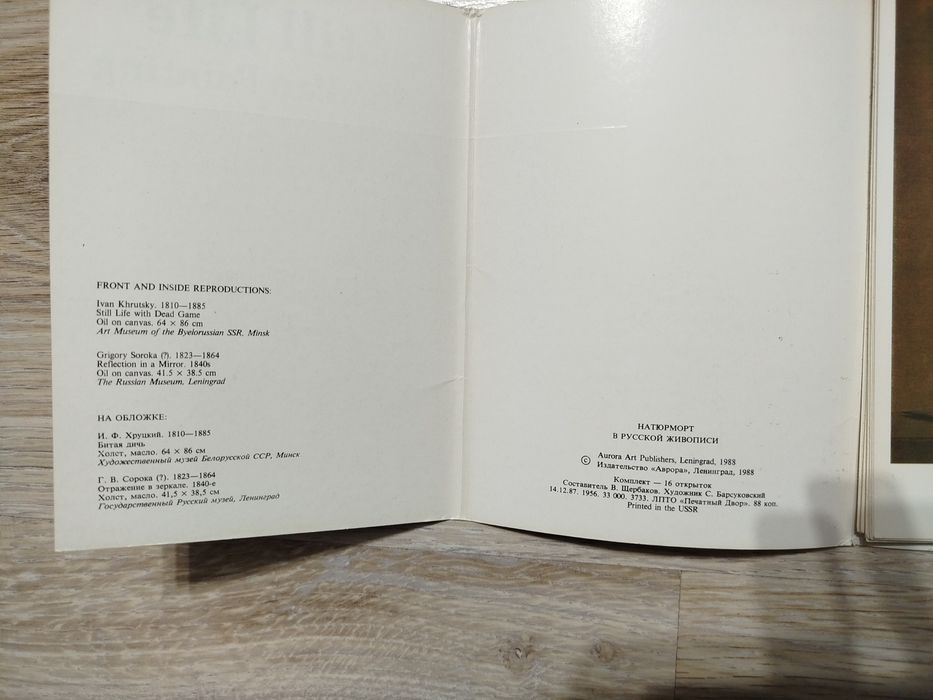 FRONT AND INSIDE REPRODUCTIONS:
Ivan Khrutsky. 1810—1885
Still Life with Dead Game
Oil on canvas. 64 × 86 cm
Art Museum of the Byelorussian SSR, Minsk
Grigory Soroka (?). 1823—1864
Reflection in a Mirror. 1840s
Oil on canvas. 41.5 × 38.5 cm
The Russian Museum, Leningrad
НА ОБЛОЖКЕ:
И. Ф. Хруцкий. 1810—1885
Битая дичь
Холст, масло. 64 × 86 см
Художественный музей Белорусской ССР, Минск
Г. В. Сорока (?). 1823—1864
Отражение в зеркале. 1840-е
Холст, масло. 41,5 × 38,5 см
Государственный Русский музей, Ленинград
НАТЮРМОРТ
В РУССКОЙ ЖИВОПИСИ
© Aurora Art Publishers, Leningrad, 1988
Издательство «Аврора», Ленинград, 1988
Комплект — 16 открыток
Составитель В. Щербаков. Художник С. Барсуковский
14.12.87. 1956. 33 000. 3733. ЛПТО «Печатный Двор». 88 коп.
Printed in the USSR